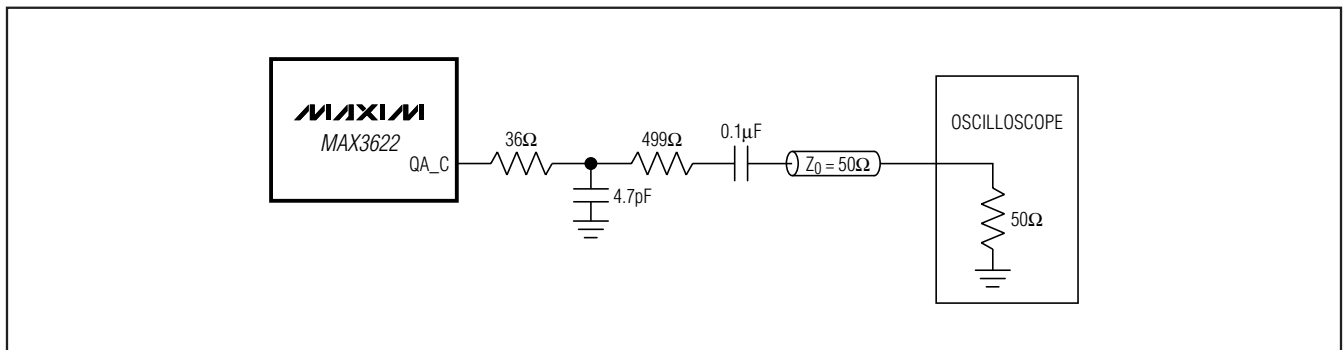 MAXIM
MAX3622
QA_C
36Ω
4.7pF
499Ω
0.1µF
Z0 = 50Ω
OSCILLOSCOPE
50Ω